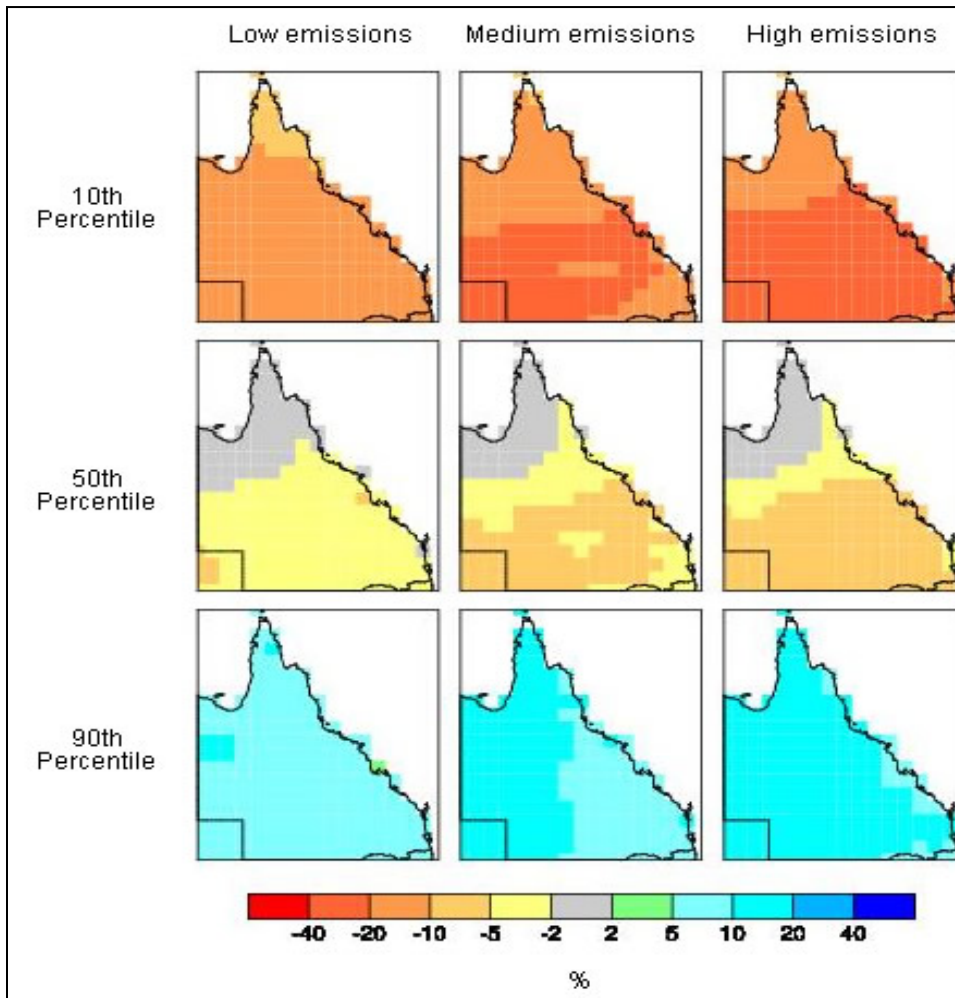 Low emissions Medium emissions High emissions
10th
Percentile
50th
Percentile
90th
Percentile
-40 -20 -10 -5 -2 2 5 10 20 40
%